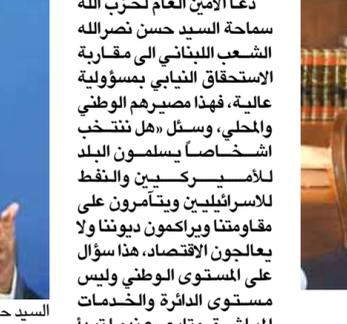 دعا الأمين العام لحزب الله
سماحة السيد حسن نصرالله
الشعب اللبناني الى مقاربة
الاستحقاق النيابي بمسؤولية
عالية، فهذا مصيرهم الوطني
والمحلي، وسئل «هل ننتخب
اشخاصاً يسلمون البلد
للأميركيين والنفط
للاسرائيليين ويتآمرون على
مقاومتنا ويراكمون ديوننا ولا
يعالجون الاقتصاد، هذا سؤال
على المستوى الوطني وليس
مستوى الدائرة والخدمات
السيد